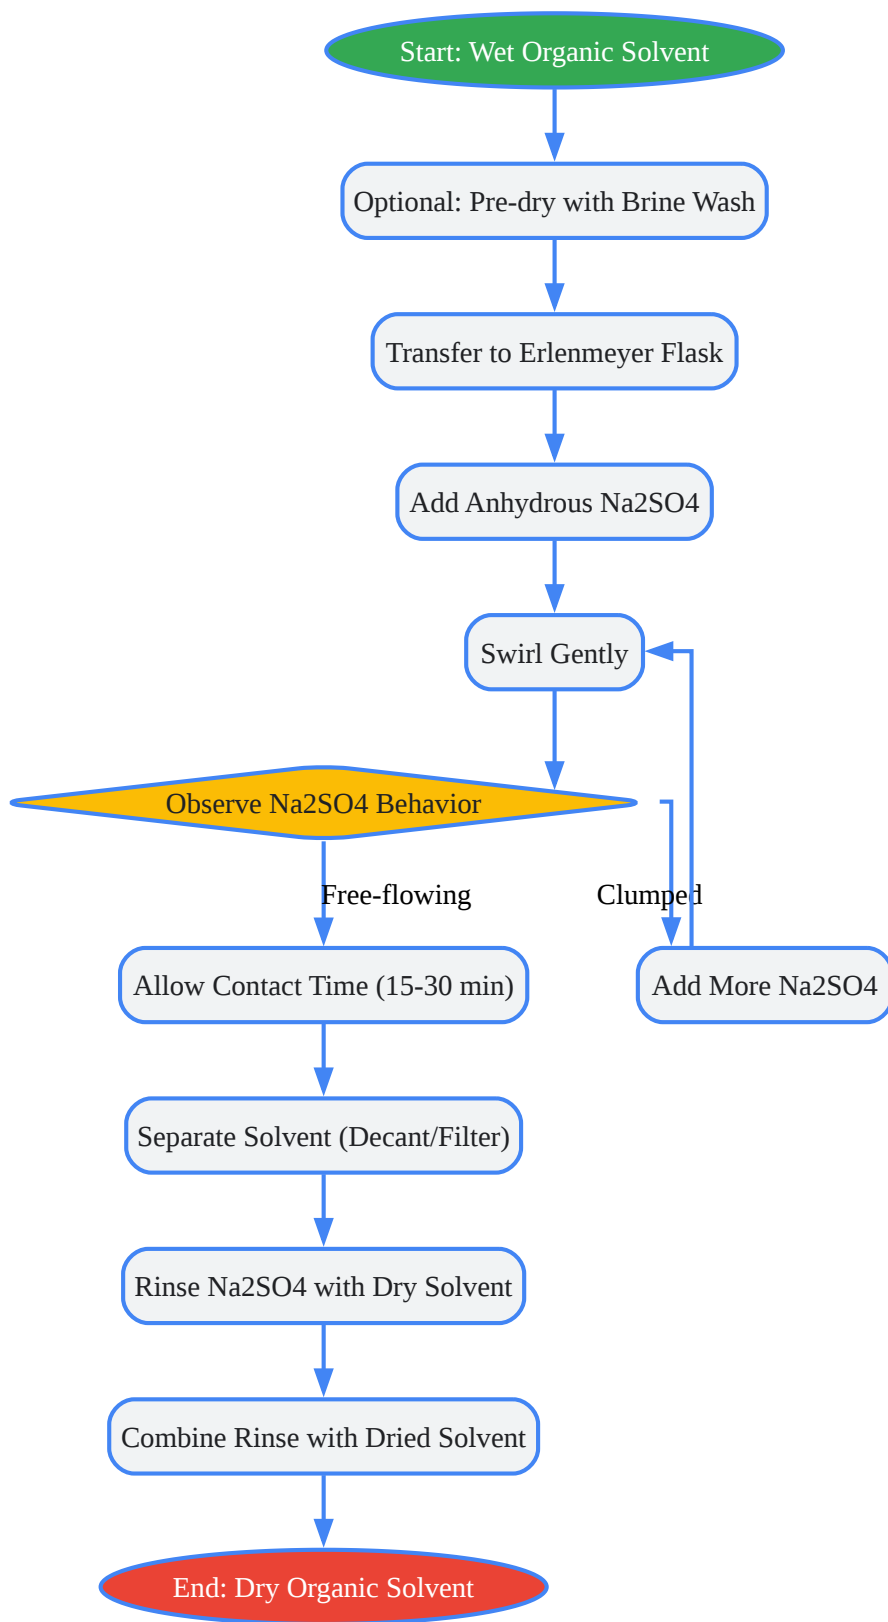 Start: Wet Organic Solvent
Optional: Pre-dry with Brine Wash
Transfer to Erlenmeyer Flask
Add Anhydrous Na2SO4
Swirl Gently
Observe Na2SO4 Behavior
Free-flowing
Clumped
Allow Contact Time (15-30 min)
Add More Na2SO4
Separate Solvent (Decant/Filter)
Rinse Na2SO4 with Dry Solvent
Combine Rinse with Dried Solvent
End: Dry Organic Solvent